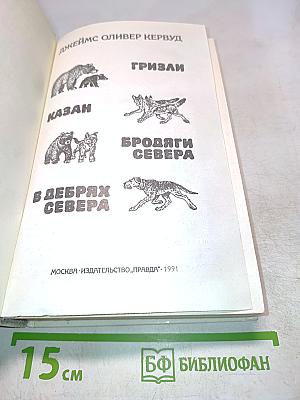 ДЖЕЙМС ОЛИВЕР КЕРВУД
ГРИЗЛИ
КАЗАН
БРОДЯГИ
СЕВЕРА
В ДЕБРЯХ
СЕВЕРА
МОСКВА · ИЗДАТЕЛЬСТВО „ПРАВДА" · 1991
15 см
БФ БИБЛИОФАН